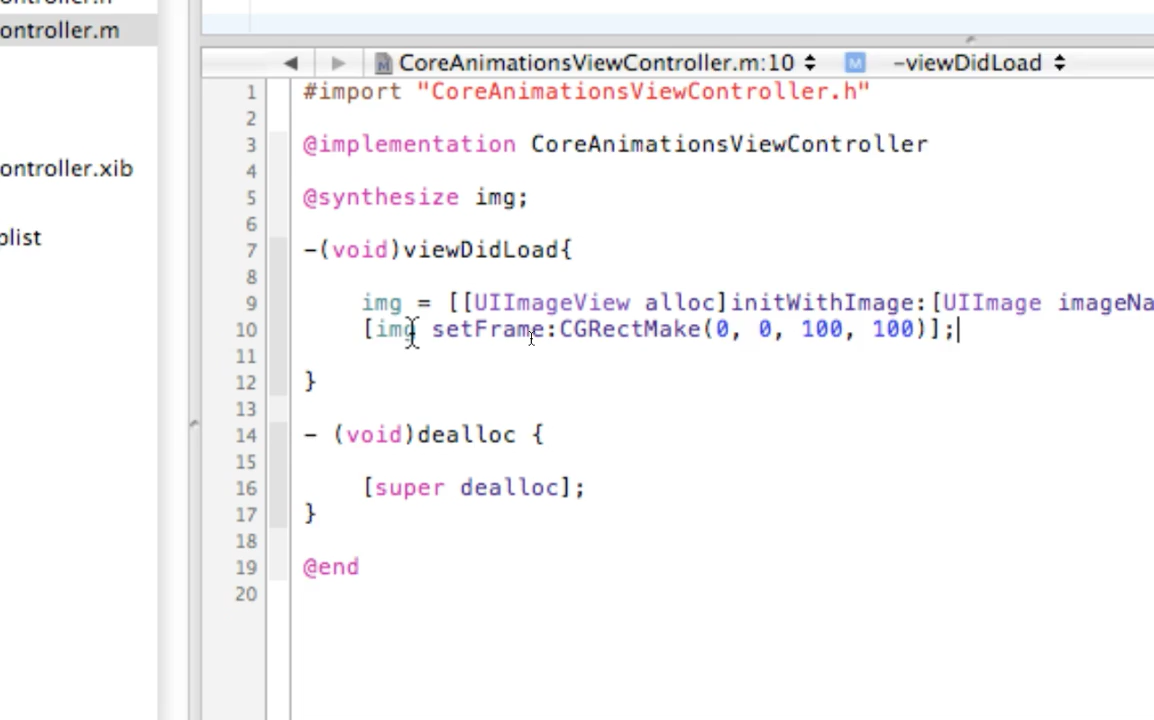 ontroller.m
CoreAnimationsViewController.m:10 M -viewDidLoad
1 #import "CoreAnimationsViewController.h"
2
3 @implementation CoreAnimationsViewController
4
ontroller.xib
5 @synthesize img;
6
plist
7 -(void)viewDidLoad{
8
9 img = [[UIImageView alloc]initWithImage:[UIImage imageNa
10 [img setFrame:CGRectMake(0, 0, 100, 100)];
11
12 }
13
14 - (void)dealloc {
15
16 [super dealloc];
17 }
18
19 @end
20